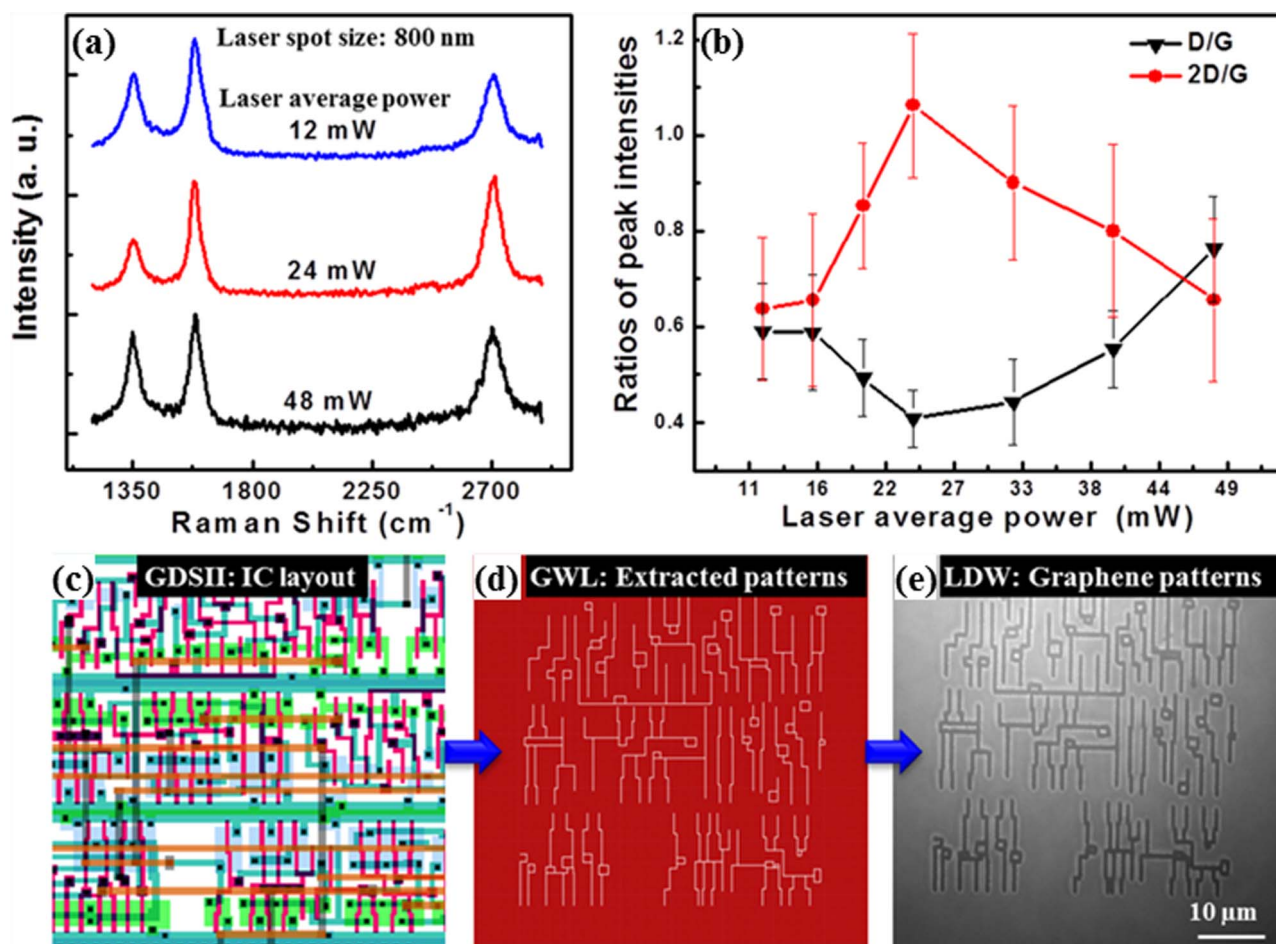 (a)
Laser spot size: 800 nm
Laser average power
12 mW
24 mW
48 mW
Intensity (a. u.)
1350 1800 2250 2700
Raman Shift (cm⁻¹)
(b)
D/G
2D/G
1.2
1.0
0.8
0.6
0.4
Ratios of peak intensities
11 16 22 27 33 38 44 49
Laser average power (mW)
(c) GDSII: IC layout
(d) GWL: Extracted patterns
(e) LDW: Graphene patterns
10 µm